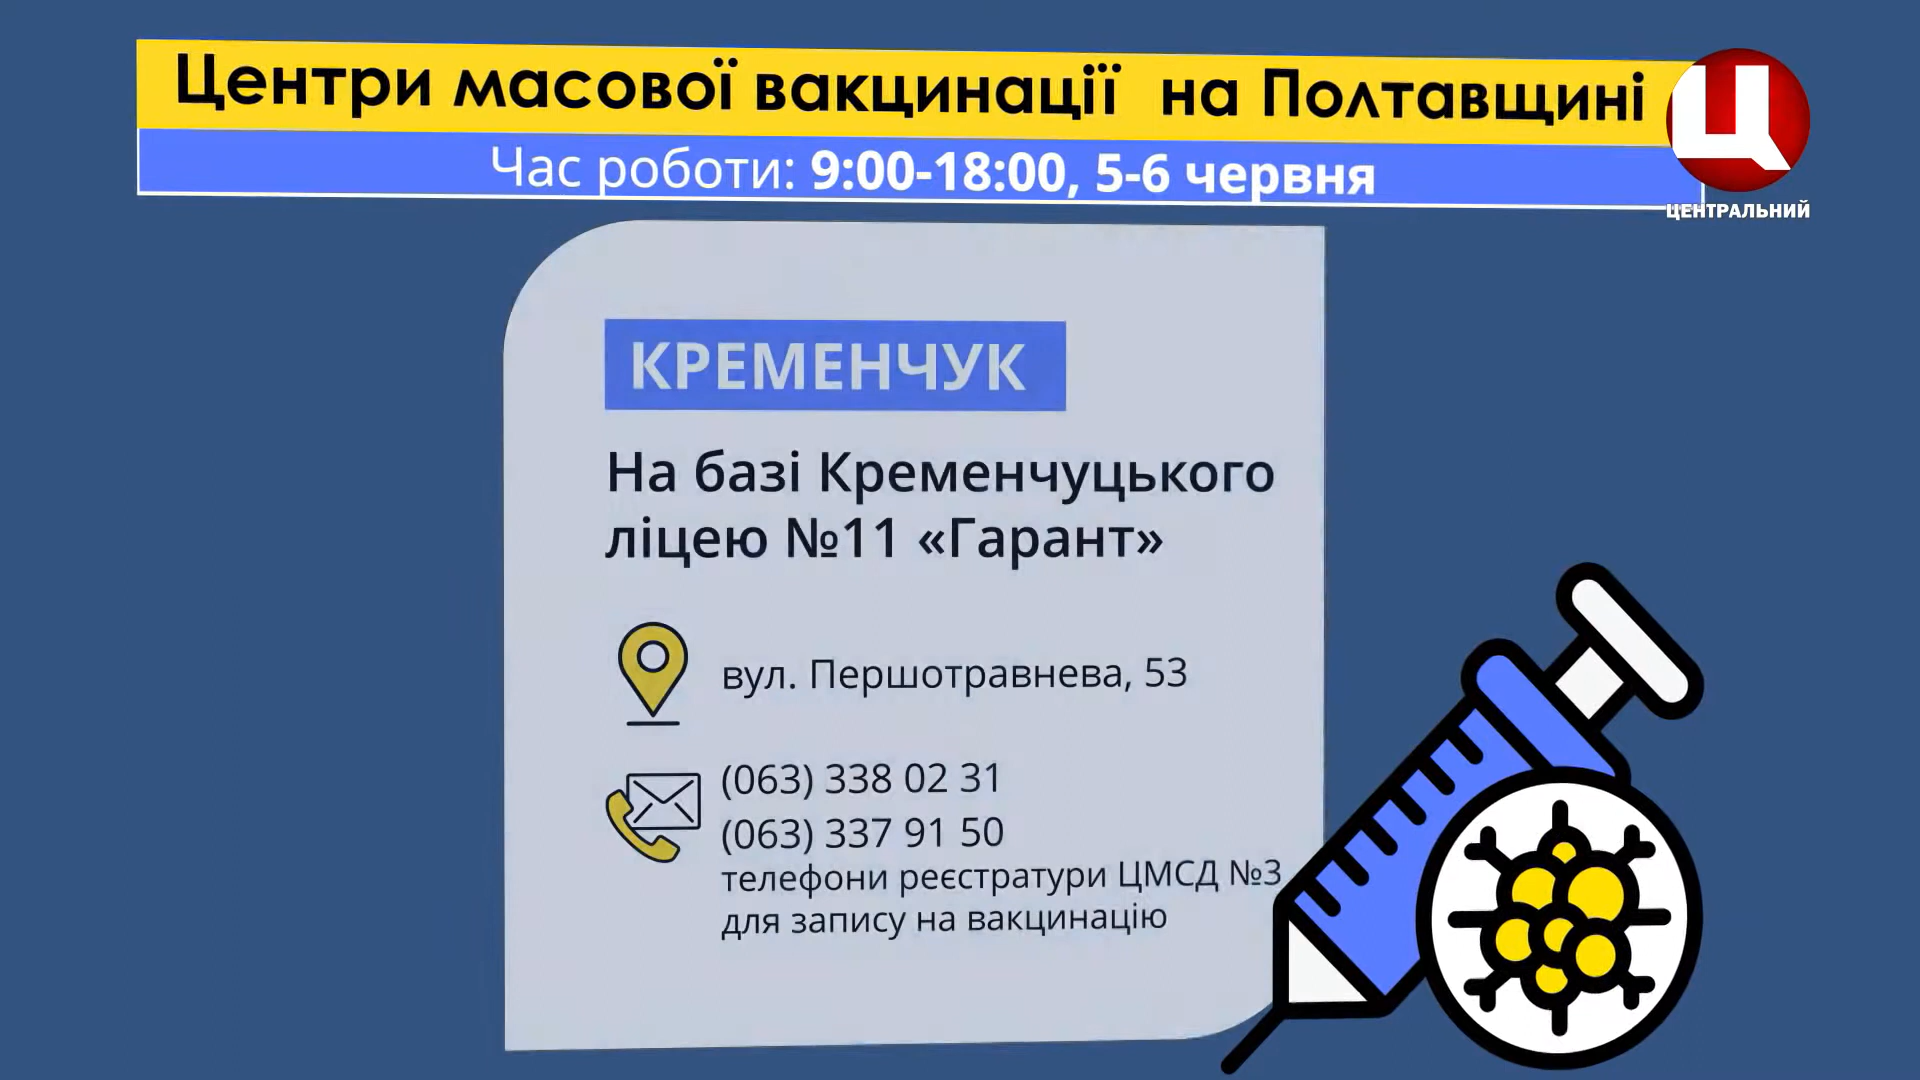 Центри масової вакцинації на Полтавщині
Час роботи: 9:00-18:00, 5-6 червня
Ц
ЦЕНТРАЛЬНИЙ
КРЕМЕНЧУК
На базі Кременчуцького
ліцею №11 «Гарант»
вул. Першотравнева, 53
(063) 338 02 31
(063) 337 91 50
телефони реєстратури ЦМСД №3
для запису на вакцинацію